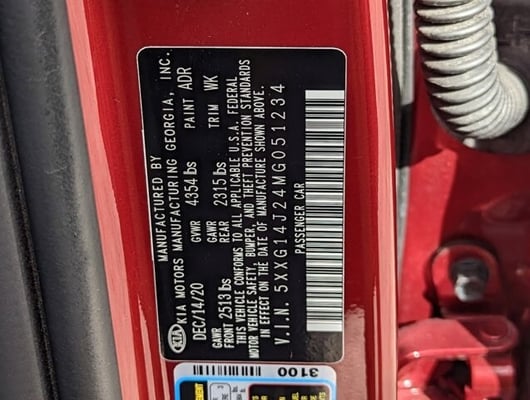 MANUFACTURED BY
KIA KIA MOTORS MANUFACTURING GEORGIA, INC.
DEC/14/20 GVWR 4354 lbs PAINT ADR
GAWR FRONT 2513 lbs GAWR REAR 2315 lbs TRIM WK
THIS VEHICLE CONFORMS TO ALL APPLICABLE U.S.A. FEDERAL
MOTOR VEHICLE SAFETY, BUMPER, AND THEFT PREVENTION STANDARDS
IN EFFECT ON THE DATE OF MANUFACTURE SHOWN ABOVE.
V.I.N. 5XXG14J24MG051234
PASSENGER CAR
3100